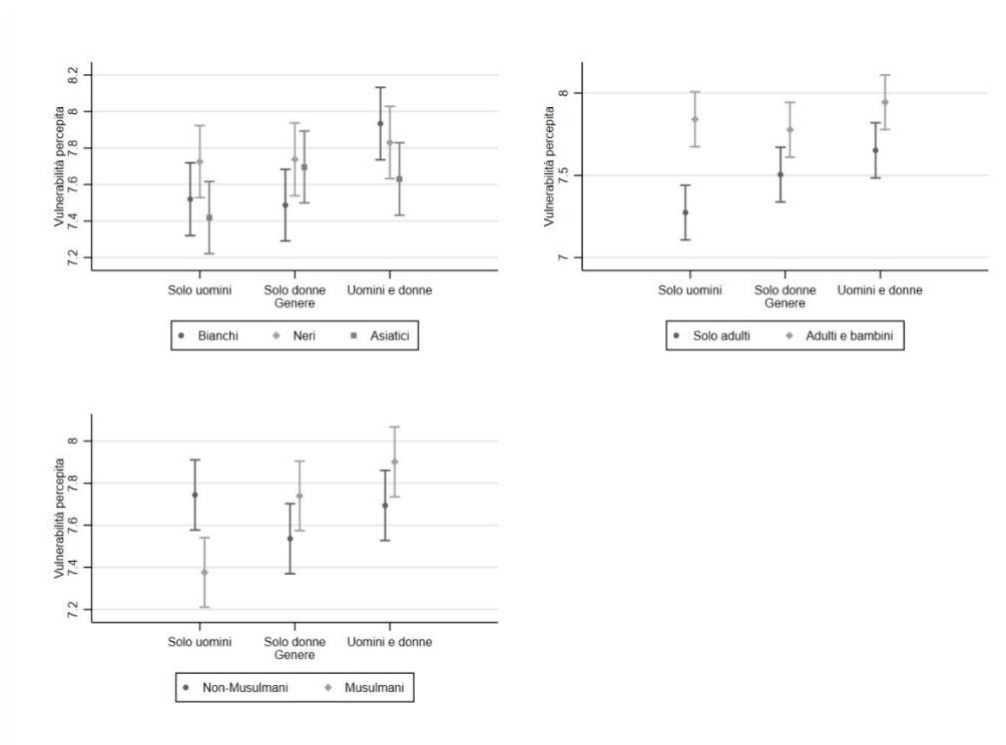 Vulnerabilità percepita
8.2
8
7.8
7.6
7.4
7.2
Solo uomini Solo donne Uomini e donne
Genere
Bianchi Neri Asiatici
Vulnerabilità percepita
8
7.5
7
Solo uomini Solo donne Uomini e donne
Genere
Solo adulti Adulti e bambini
Vulnerabilità percepita
8
7.8
7.6
7.4
7.2
Solo uomini Solo donne Uomini e donne
Genere
Non-Musulmani Musulmani